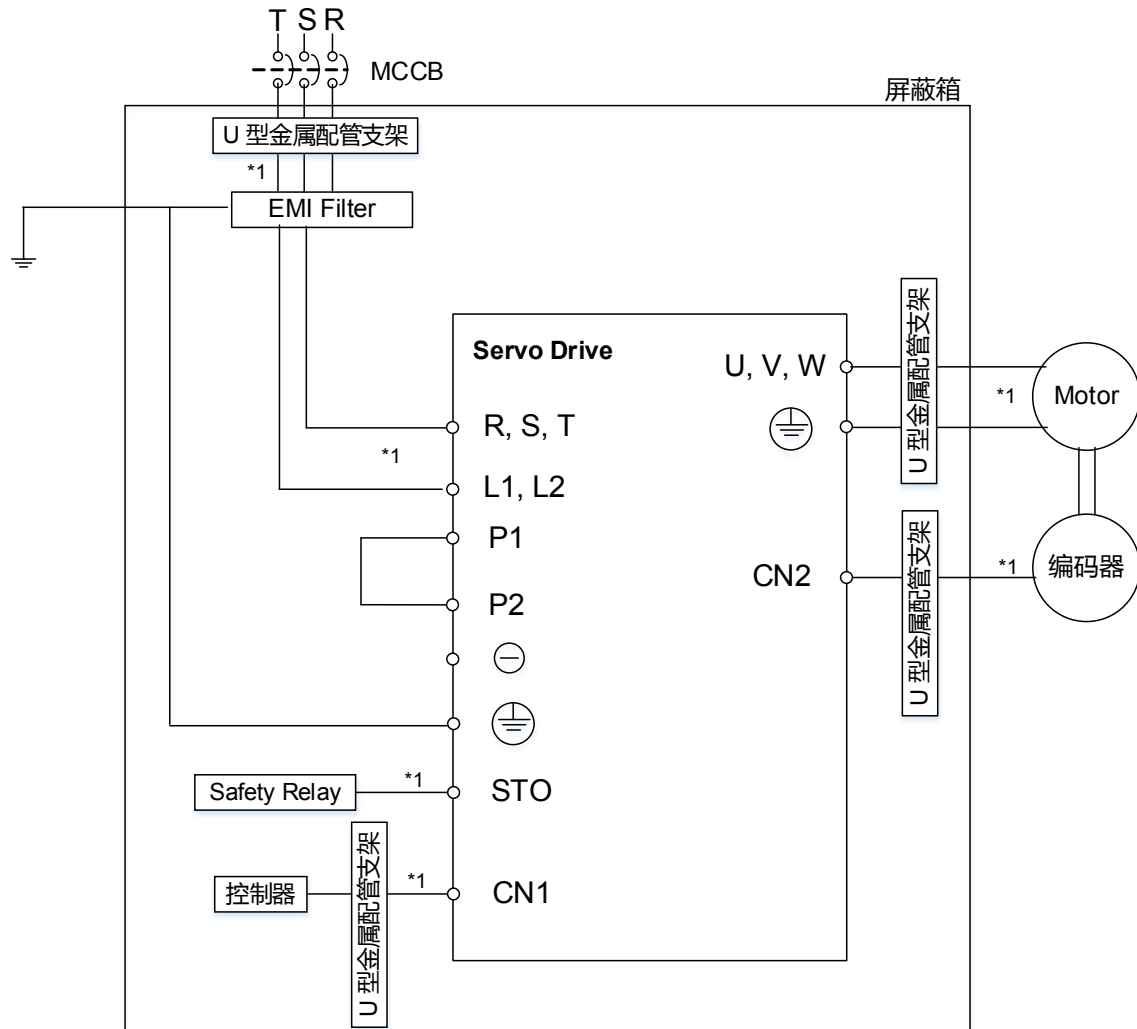 T S R
MCCB
屏蔽箱
U 型金属配管支架
*1
EMI Filter
Servo Drive
U, V, W
U 型金属配管支架
*1
Motor
R, S, T
*1
L1, L2
P1
P2
CN2
U 型金属配管支架
*1
编码器
Safety Relay
*1
STO
控制器
U 型金属配管支架
*1
CN1